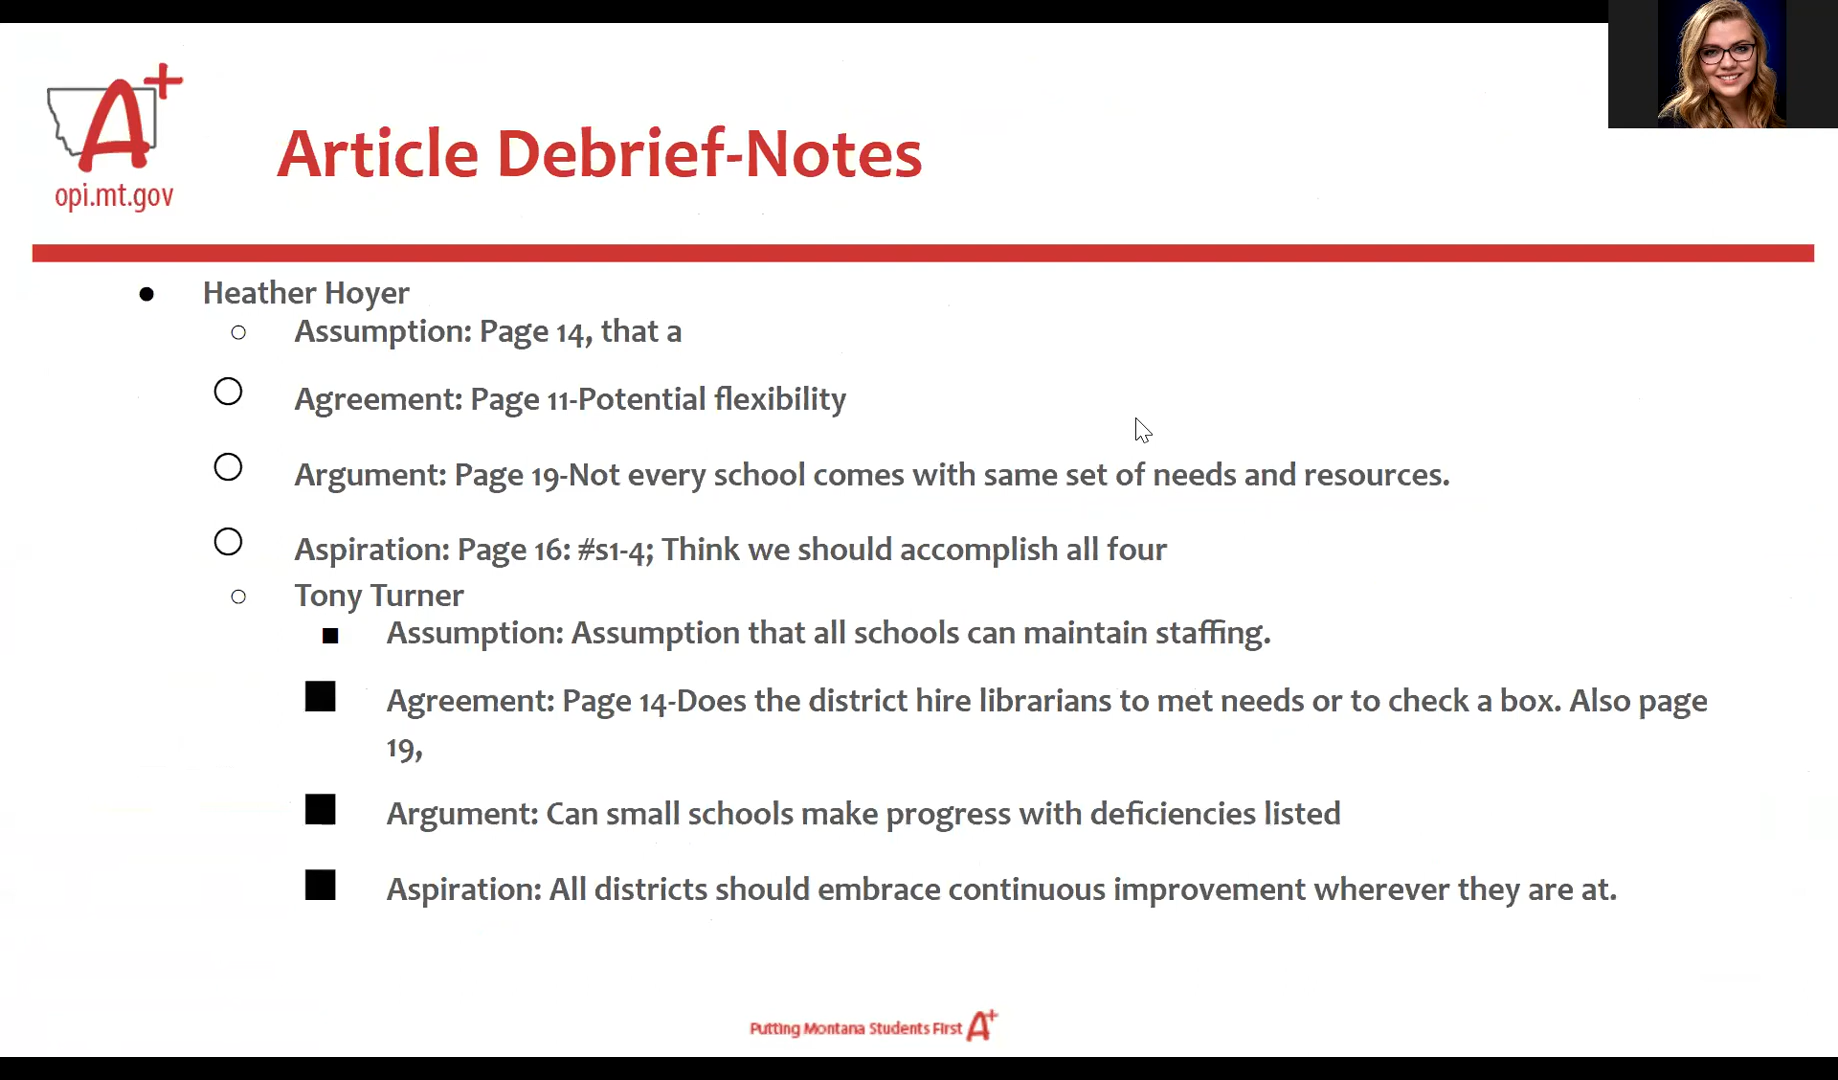 A+
opi.mt.gov
Article Debrief-Notes
Heather Hoyer
Assumption: Page 14, that a
Agreement: Page 11-Potential flexibility
Argument: Page 19-Not every school comes with same set of needs and resources.
Aspiration: Page 16: #s1-4; Think we should accomplish all four
Tony Turner
Assumption: Assumption that all schools can maintain staffing.
Agreement: Page 14-Does the district hire librarians to met needs or to check a box. Also page
19,
Argument: Can small schools make progress with deficiencies listed
Aspiration: All districts should embrace continuous improvement wherever they are at.
Putting Montana Students First A+